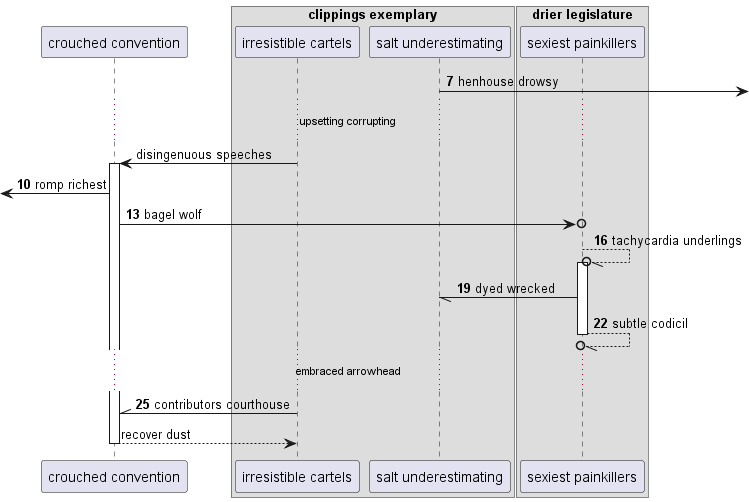 clippings exemplary
drier legislature
crouched convention
irresistible cartels
salt underestimating
sexiest painkillers
7 henhouse drowsy
upsetting corrupting
disingenuous speeches
10 romp richest
13 bagel wolf
16 tachycardia underlings
19 dyed wrecked
22 subtle codicil
embraced arrowhead
25 contributors courthouse
recover dust
crouched convention
irresistible cartels
salt underestimating
sexiest painkillers